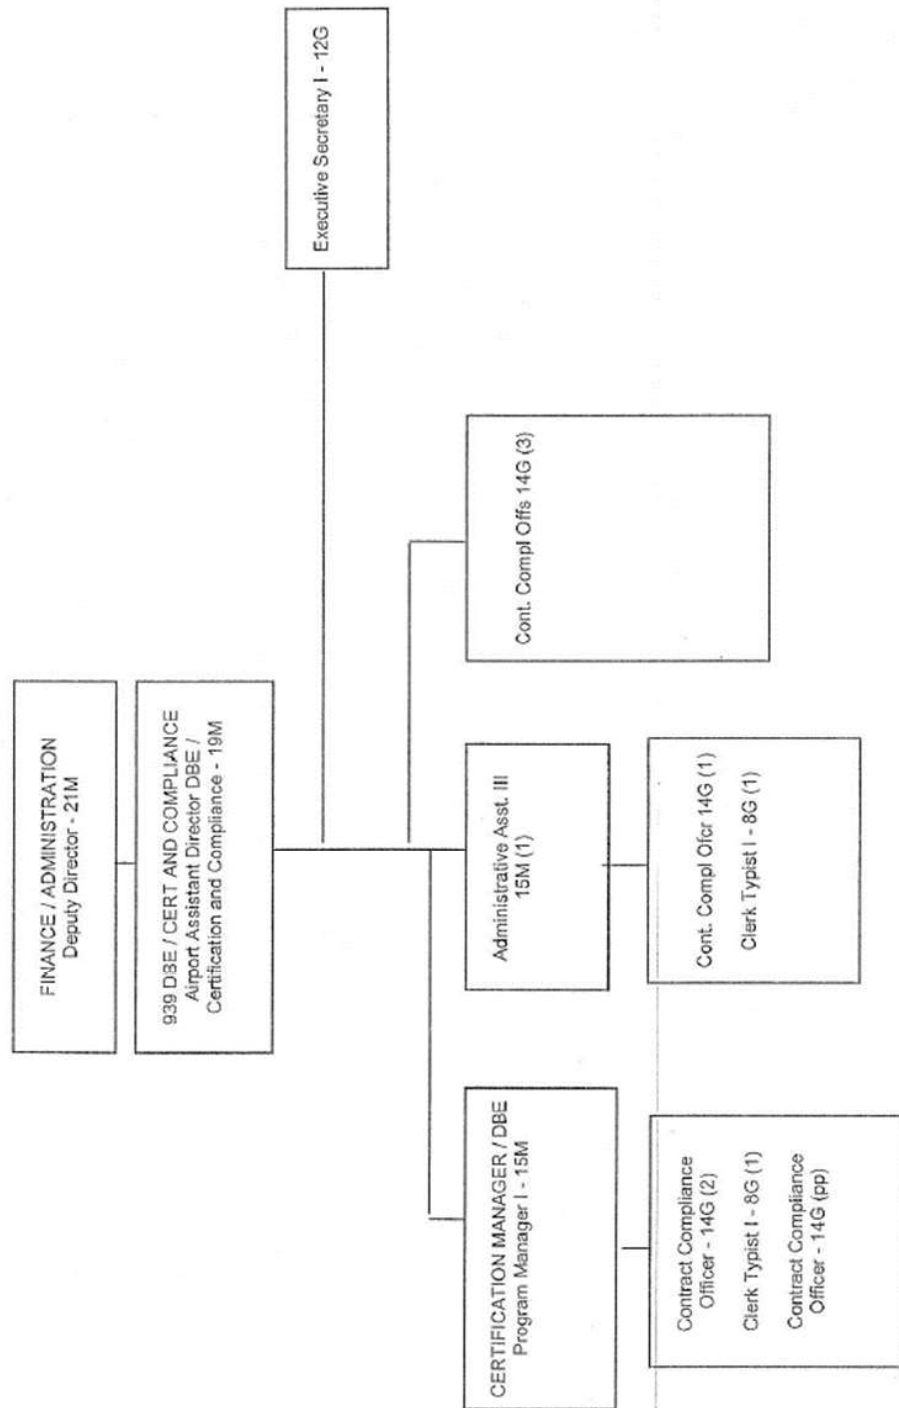 FINANCE / ADMINISTRATION
Deputy Director - 21M
939 DBE / CERT AND COMPLIANCE
Airport Assistant Director DBE /
Certification and Compliance - 19M
Executive Secretary I - 12G
CERTIFICATION MANAGER / DBE
Program Manager I - 15M
Administrative Asst. III
15M (1)
Cont. Compl Offs 14G (3)
Contract Compliance
Officer - 14G (2)
Clerk Typist I - 8G (1)
Contract Compliance
Officer - 14G (pp)
Cont. Compl Ofcr 14G (1)
Clerk Typist I - 8G (1)